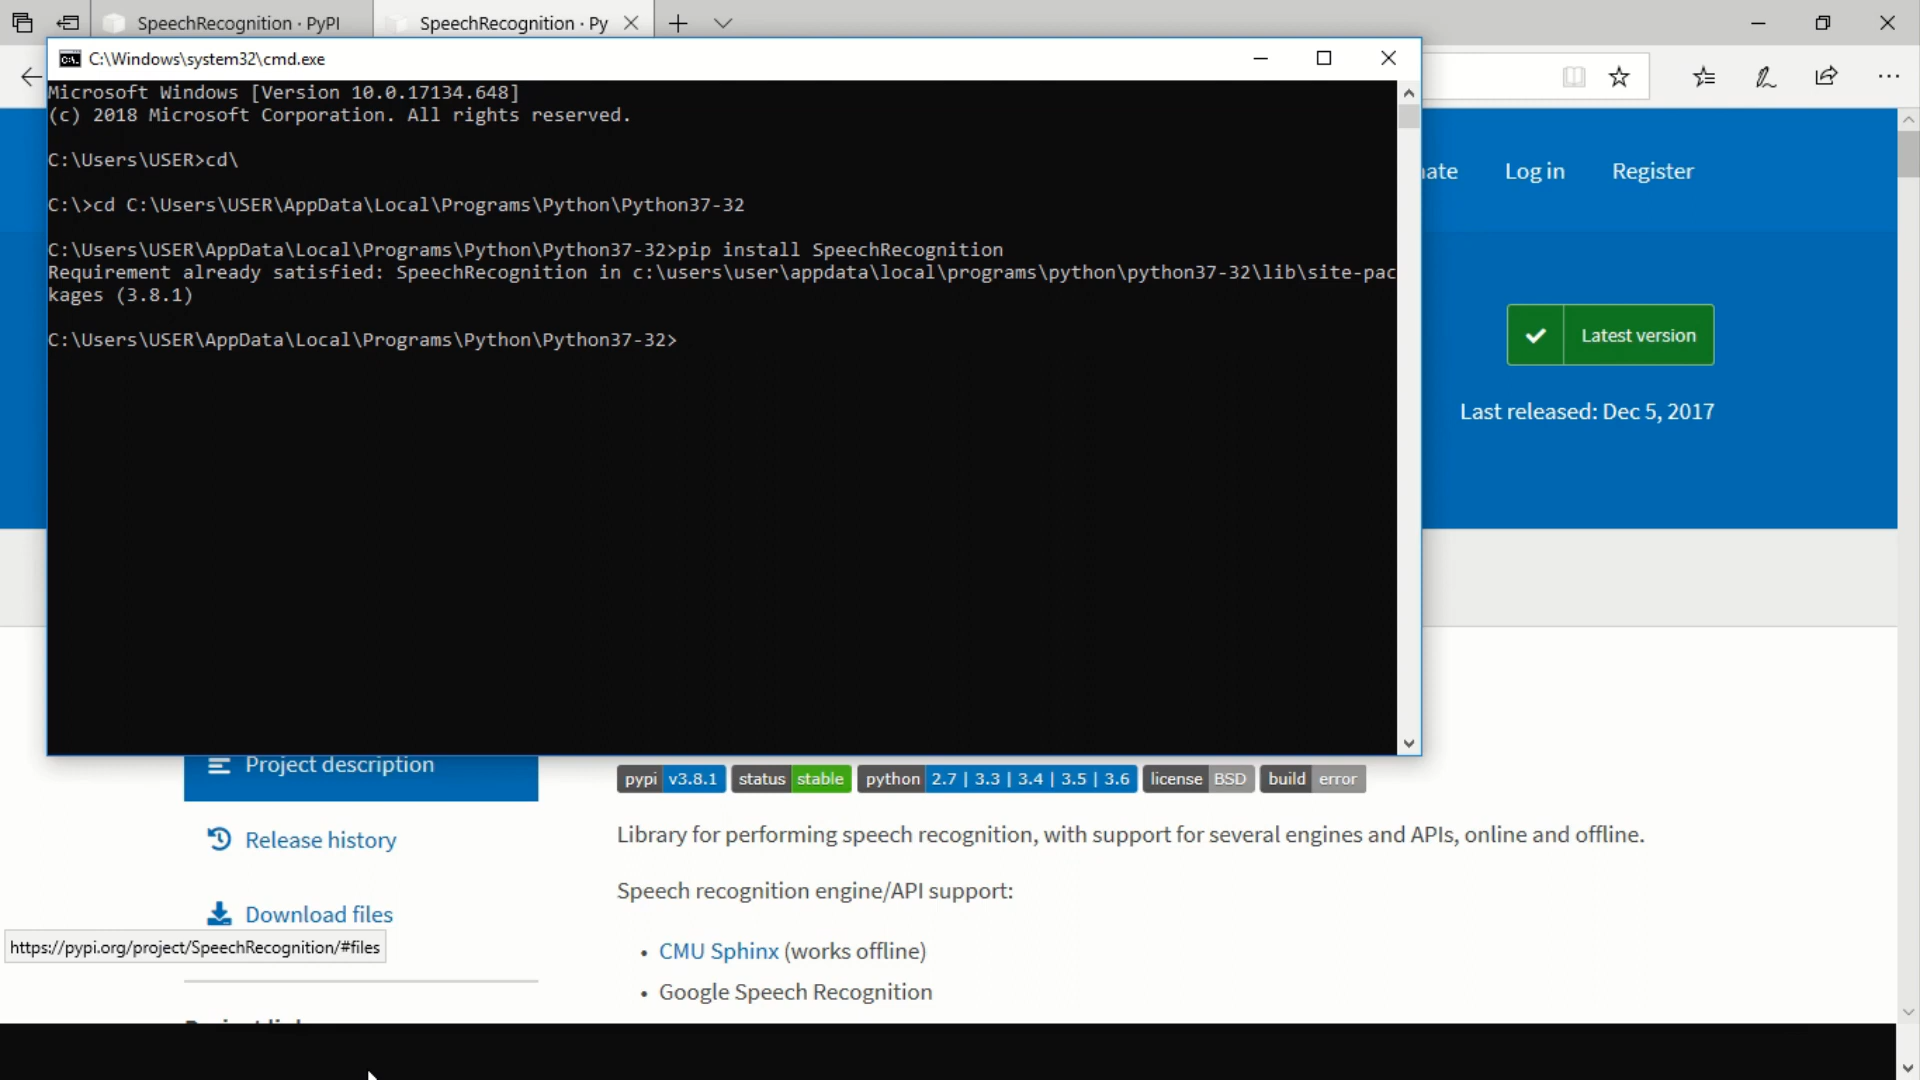 SpeechRecognition · PyPI
SpeechRecognition · Py
C:\Windows\system32\cmd.exe
Microsoft Windows [Version 10.0.17134.648]
(c) 2018 Microsoft Corporation. All rights reserved.
C:\Users\USER>cd\
C:\>cd C:\Users\USER\AppData\Local\Programs\Python\Python37-32
C:\Users\USER\AppData\Local\Programs\Python\Python37-32>pip install SpeechRecognition
Requirement already satisfied: SpeechRecognition in c:\users\user\appdata\local\programs\python\python37-32\lib\site-pac
kages (3.8.1)
C:\Users\USER\AppData\Local\Programs\Python\Python37-32>
ate Log in Register
Latest version
Last released: Dec 5, 2017
Project description
Release history
Download files
https://pypi.org/project/SpeechRecognition/#files
pypi v3.8.1 status stable python 2.7 | 3.3 | 3.4 | 3.5 | 3.6 license BSD build error
Library for performing speech recognition, with support for several engines and APIs, online and offline.
Speech recognition engine/API support:
• CMU Sphinx (works offline)
• Google Speech Recognition